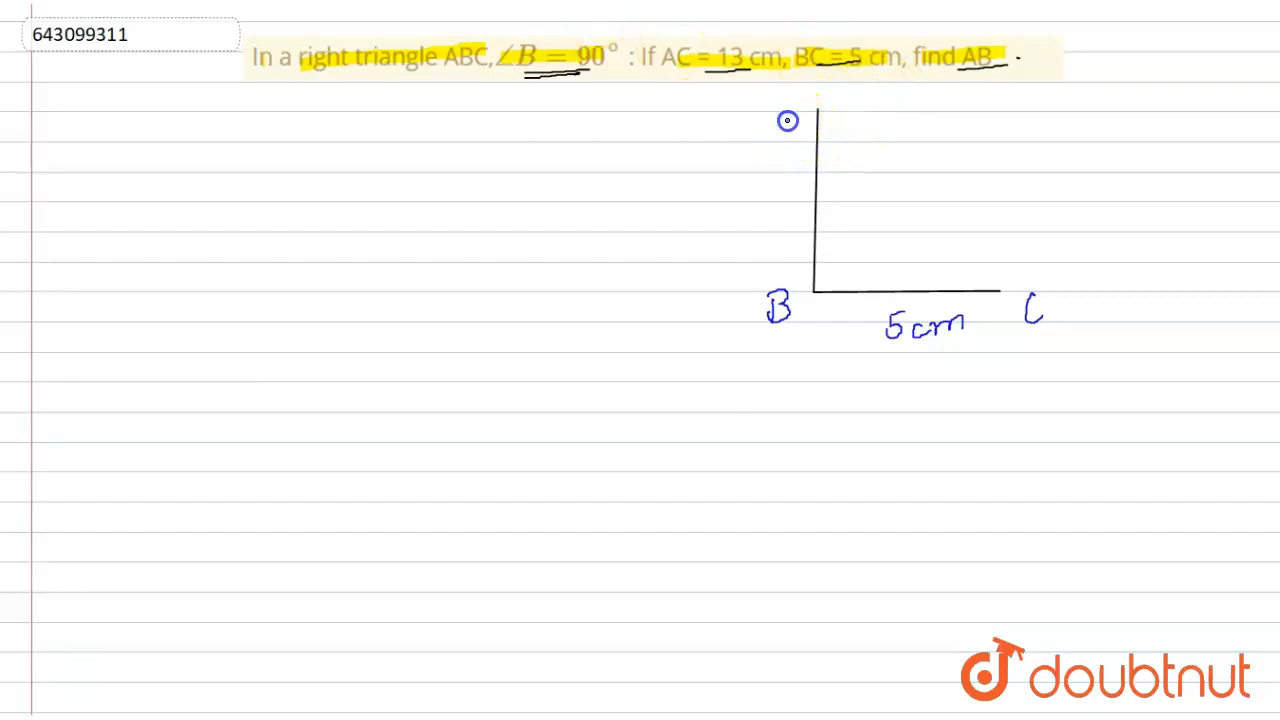 643099311
In a right triangle ABC,∠B = 90° : If AC = 13 cm, BC = 5 cm, find AB .
B
C
5cm
doubtnut